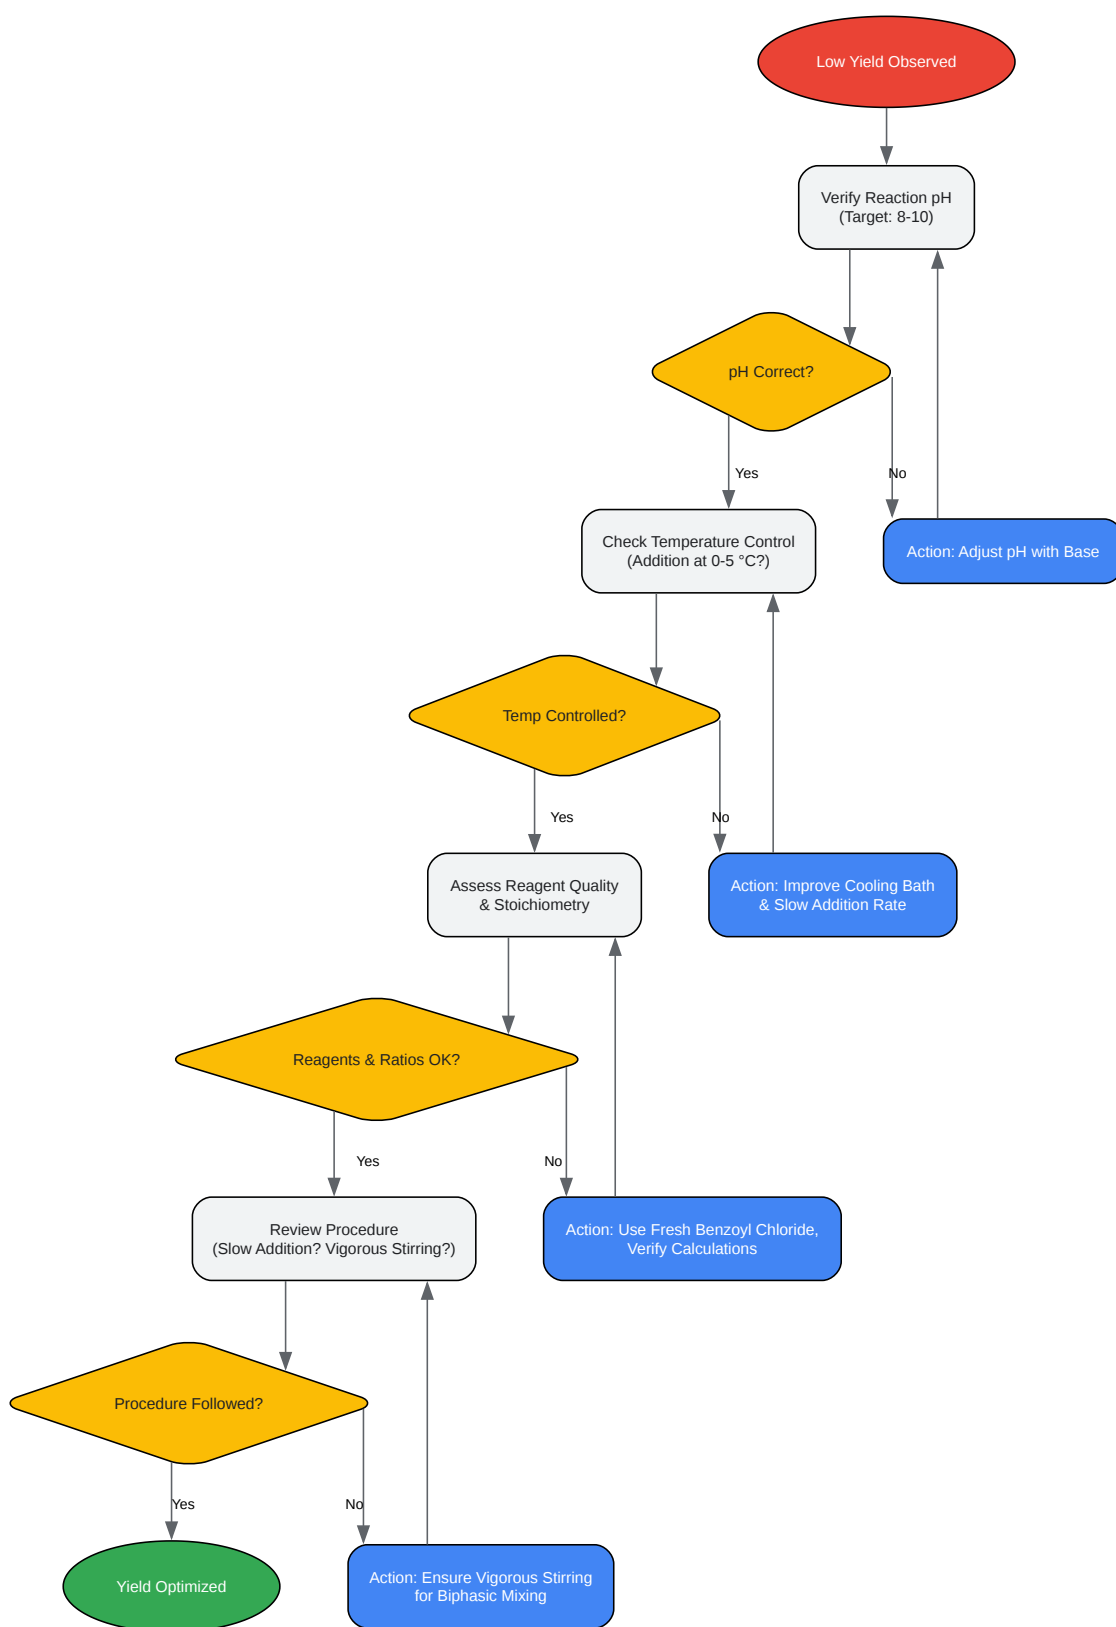 Low Yield Observed
Verify Reaction pH
(Target: 8-10)
pH Correct?
Yes
No
Check Temperature Control
(Addition at 0-5 °C?)
Action: Adjust pH with Base
Temp Controlled?
Yes
No
Assess Reagent Quality
& Stoichiometry
Action: Improve Cooling Bath
& Slow Addition Rate
Reagents & Ratios OK?
Yes
No
Review Procedure
(Slow Addition? Vigorous Stirring?)
Action: Use Fresh Benzoyl Chloride,
Verify Calculations
Procedure Followed?
Yes
No
Yield Optimized
Action: Ensure Vigorous Stirring
for Biphasic Mixing